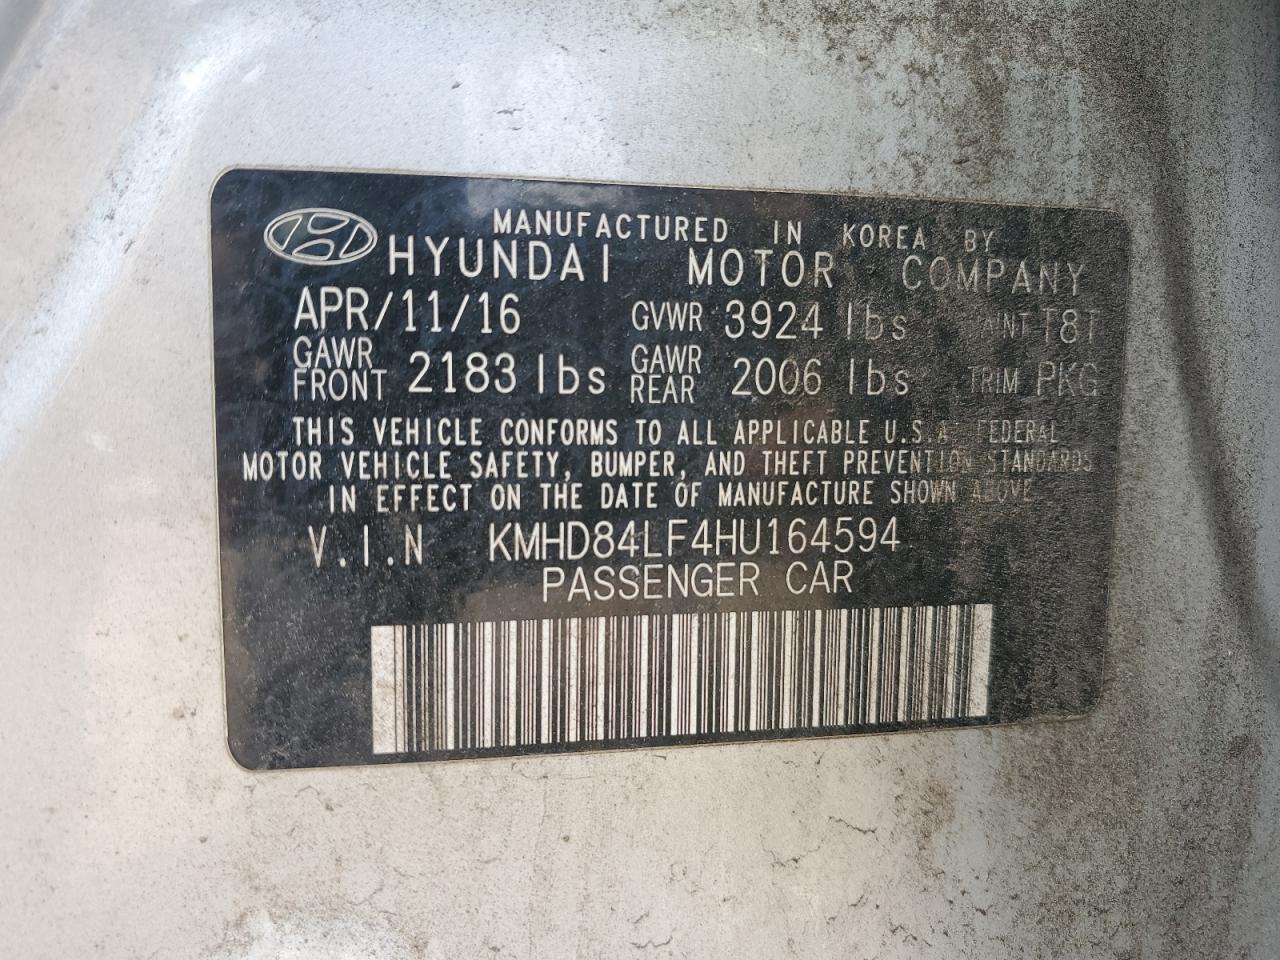 MANUFACTURED IN KOREA BY
HYUNDAI MOTOR COMPANY
APR/11/16 GVWR 3924 lbs PAINT T8T
GAWR FRONT 2183 lbs GAWR REAR 2006 lbs TRIM PKG
THIS VEHICLE CONFORMS TO ALL APPLICABLE U.S.A. FEDERAL
MOTOR VEHICLE SAFETY, BUMPER, AND THEFT PREVENTION STANDARDS
IN EFFECT ON THE DATE OF MANUFACTURE SHOWN ABOVE
V.I.N KMHD84LF4HU164594
PASSENGER CAR